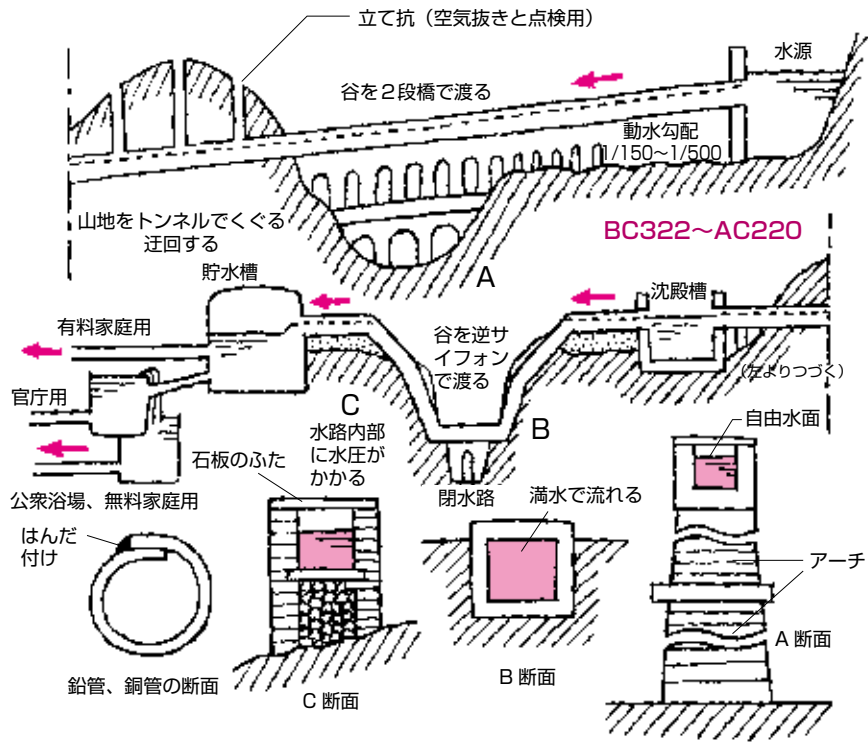 立て抗（空気抜きと点検用）
水源
谷を２段橋で渡る
動水勾配
1/150〜1/500
山地をトンネルでくぐる
迂回する
BC322〜AC220
A
貯水槽
沈殿槽
有料家庭用
谷を逆サ
イフォン
で渡る
（左よりつづく）
官庁用
C
B
自由水面
水路内部
に水圧が
かかる
石板のふた
公衆浴場、無料家庭用
閉水路
満水で流れる
はんだ
付け
アーチ
A 断面
B 断面
鉛管、銅管の断面
C 断面